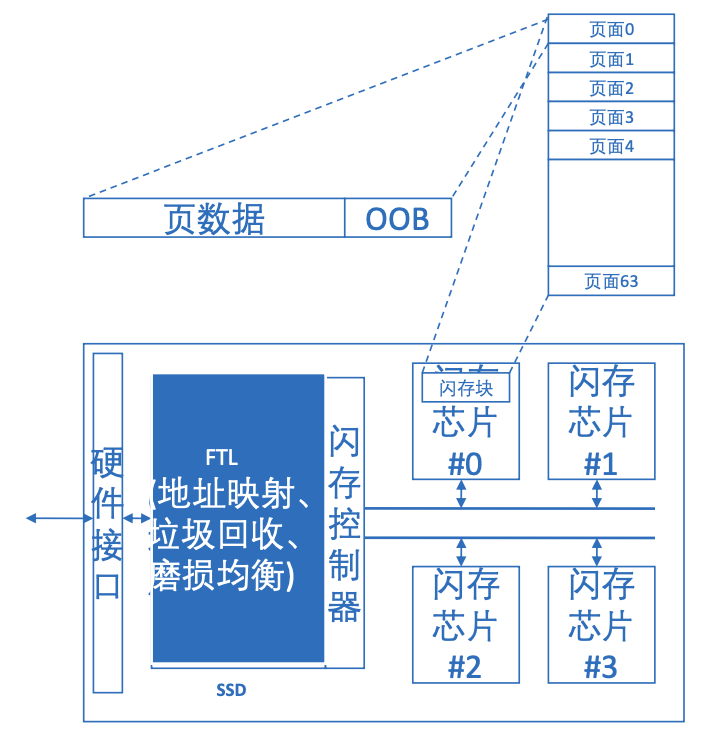 页面0
页面1
页面2
页面3
页面4
页面63
页数据
OOB
硬
件
接
口
FTL
(地址映射、
垃圾回收、
磨损均衡)
闪
存
控
制
器
SSD
闪存
闪存块
芯片
#0
闪存
芯片
#1
闪存
芯片
#2
闪存
芯片
#3